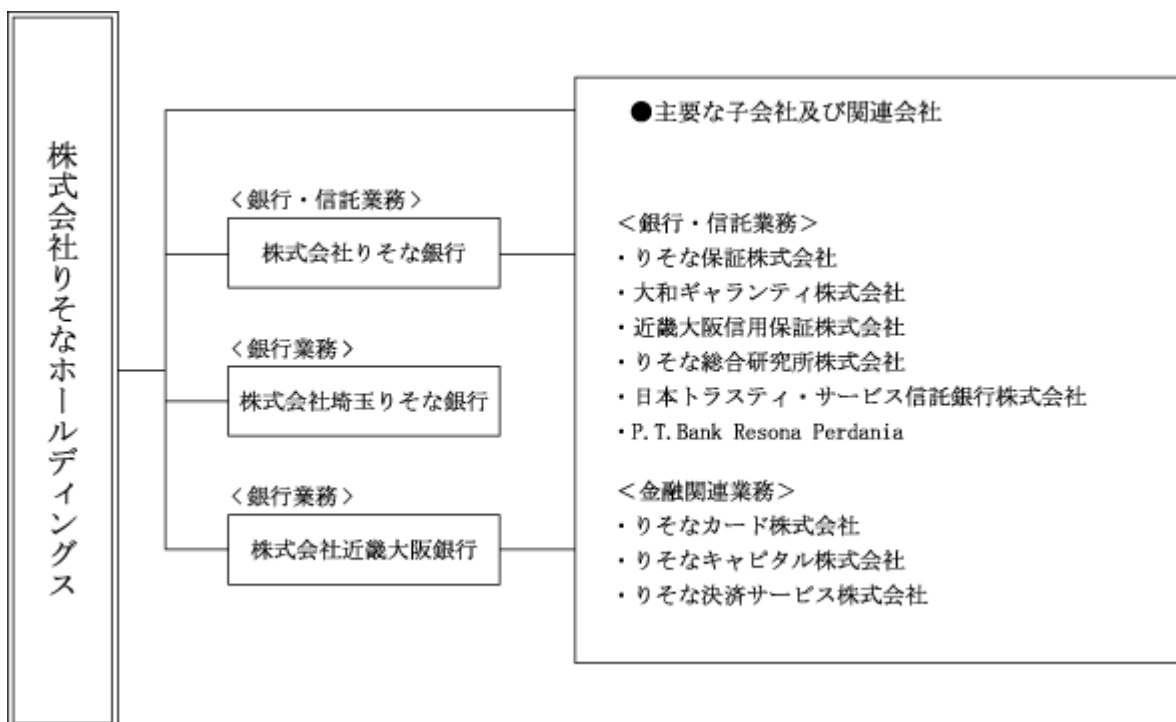 株式会社りそなホールディングス
＜銀行・信託業務＞
株式会社りそな銀行
＜銀行業務＞
株式会社埼玉りそな銀行
＜銀行業務＞
株式会社近畿大阪銀行
●主要な子会社及び関連会社
＜銀行・信託業務＞
・りそな保証株式会社
・大和ギャランティ株式会社
・近畿大阪信用保証株式会社
・りそな総合研究所株式会社
・日本トラスティ・サービス信託銀行株式会社
・P.T.Bank Resona Perdania
＜金融関連業務＞
・りそなカード株式会社
・りそなキャピタル株式会社
・りそな決済サービス株式会社